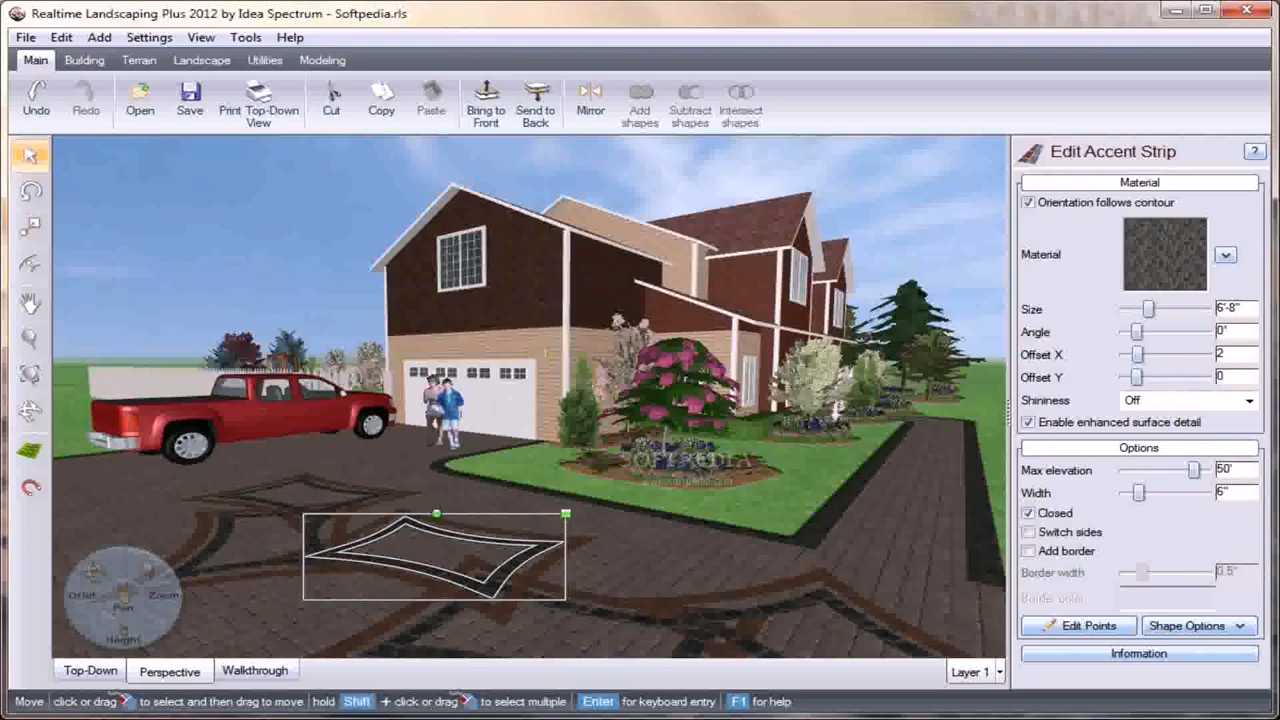 Realtime Landscaping Plus 2012 by Idea Spectrum - Softpedia.rls
File Edit Add Settings View Tools Help
Main Building Terrain Landscape Utilities Modeling
Undo Redo Open Save Print Top-Down View Cut Copy Paste Bring to Front Send to Back Mirror Add shapes Subtract shapes Intersect shapes
Edit Accent Strip ?
Material
Orientation follows contour
Material
Size 6'-8"
Angle 0°
Offset X 2
Offset Y 0
Shininess Off
Enable enhanced surface detail
Options
Max elevation 50'
Width 6"
Closed
Switch sides
Add border
Border width 0.5"
Border color
Edit Points Shape Options
Information
SOFTPEDIA
www.softpedia.com
Orbit Pan Zoom
Height
Top-Down Perspective Walkthrough Layer 1
Move click or drag to select and then drag to move hold Shift + click or drag to select multiple Enter for keyboard entry F1 for help